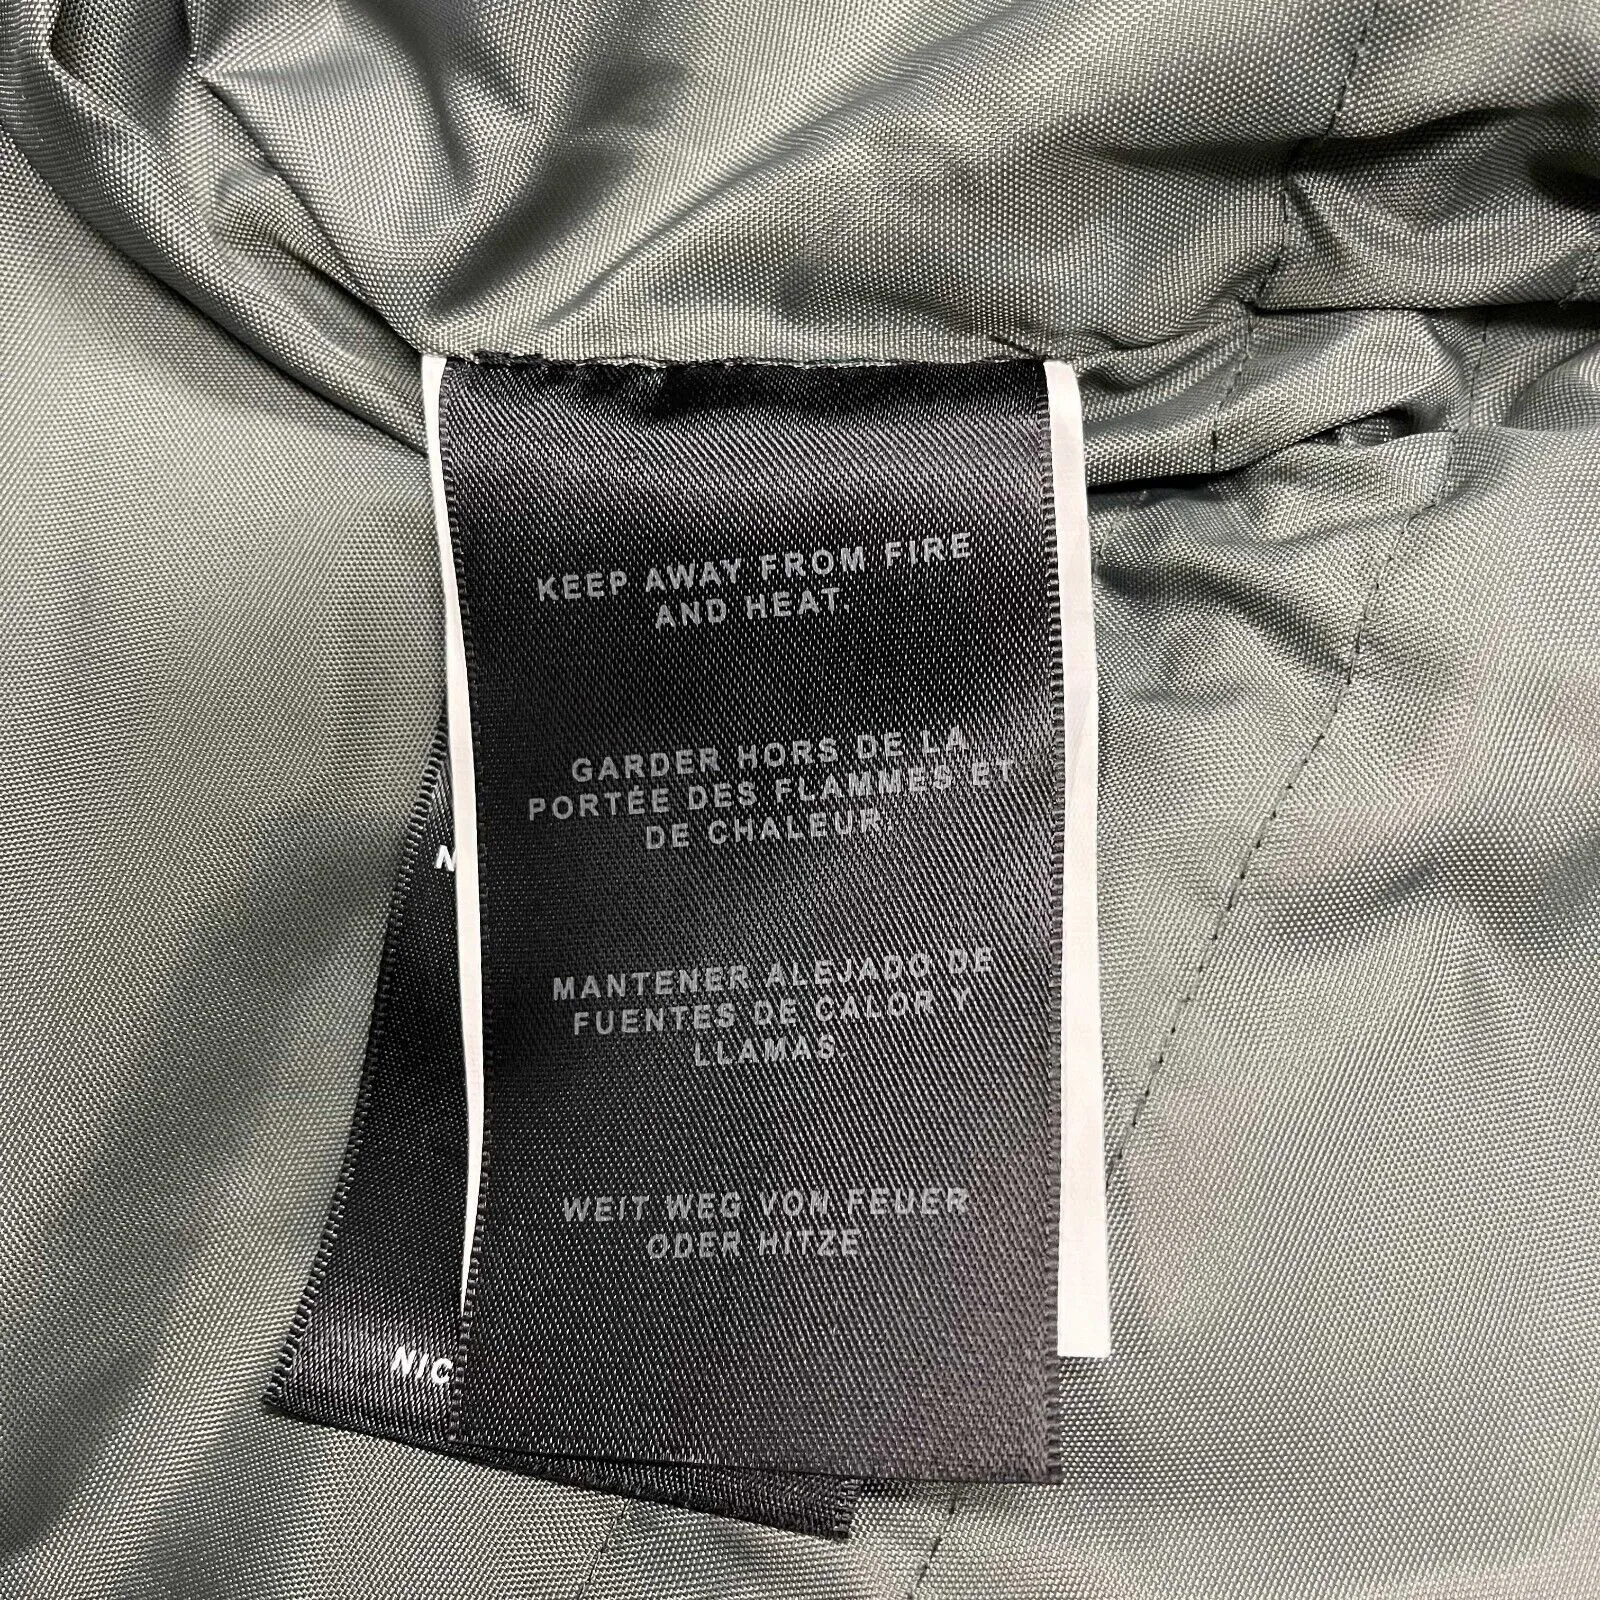 KEEP AWAY FROM FIRE
AND HEAT.
GARDER HORS DE LA
PORTÉE DES FLAMMES ET
DE CHALEUR.
MANTENER ALEJADO DE
FUENTES DE CALOR Y
LLAMAS.
WEIT WEG VON FEUER
ODER HITZE
N
NIC